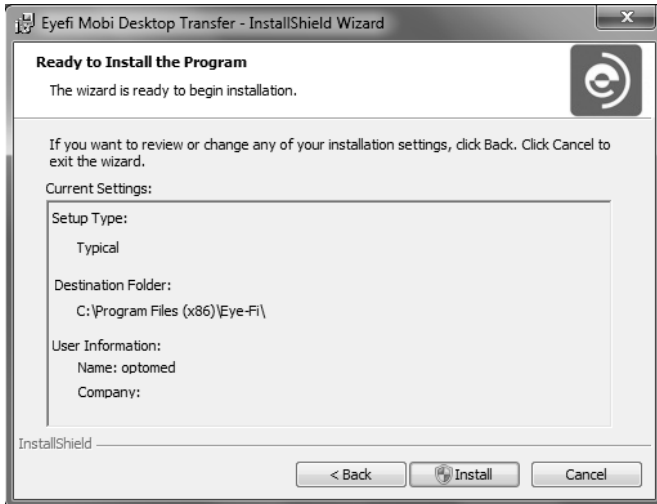 Eyefi Mobi Desktop Transfer - InstallShield Wizard
Ready to Install the Program
The wizard is ready to begin installation.
If you want to review or change any of your installation settings, click Back. Click Cancel to
exit the wizard.
Current Settings:
Setup Type:
Typical
Destination Folder:
C:\Program Files (x86)\Eye-Fi\
User Information:
Name: optomed
Company:
InstallShield
< Back
Install
Cancel